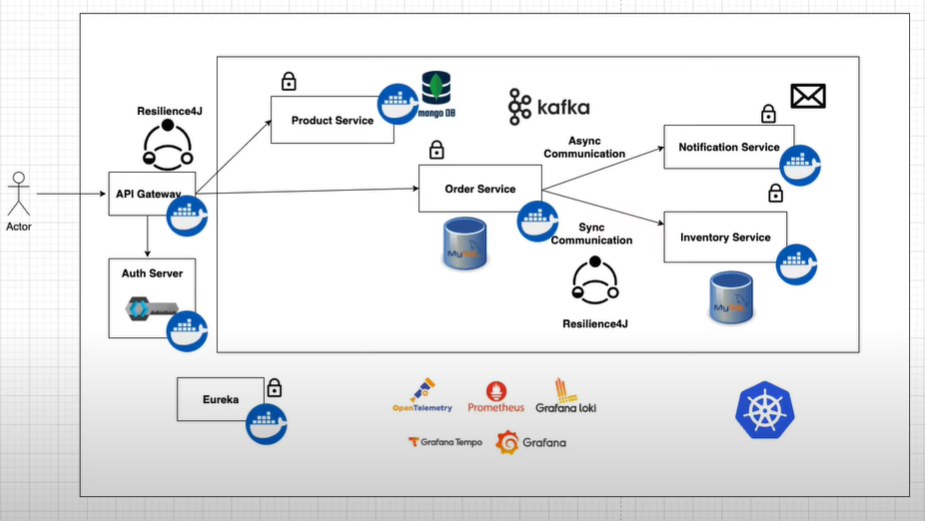 Resilience4J
API Gateway
Actor
Auth Server
Product Service
mongo DB
kafka
Async
Communication
Notification Service
Order Service
MySQL
Sync
Communication
Inventory Service
MySQL
Resilience4J
Eureka
OpenTelemetry
Prometheus
Grafana loki
Grafana Tempo
Grafana